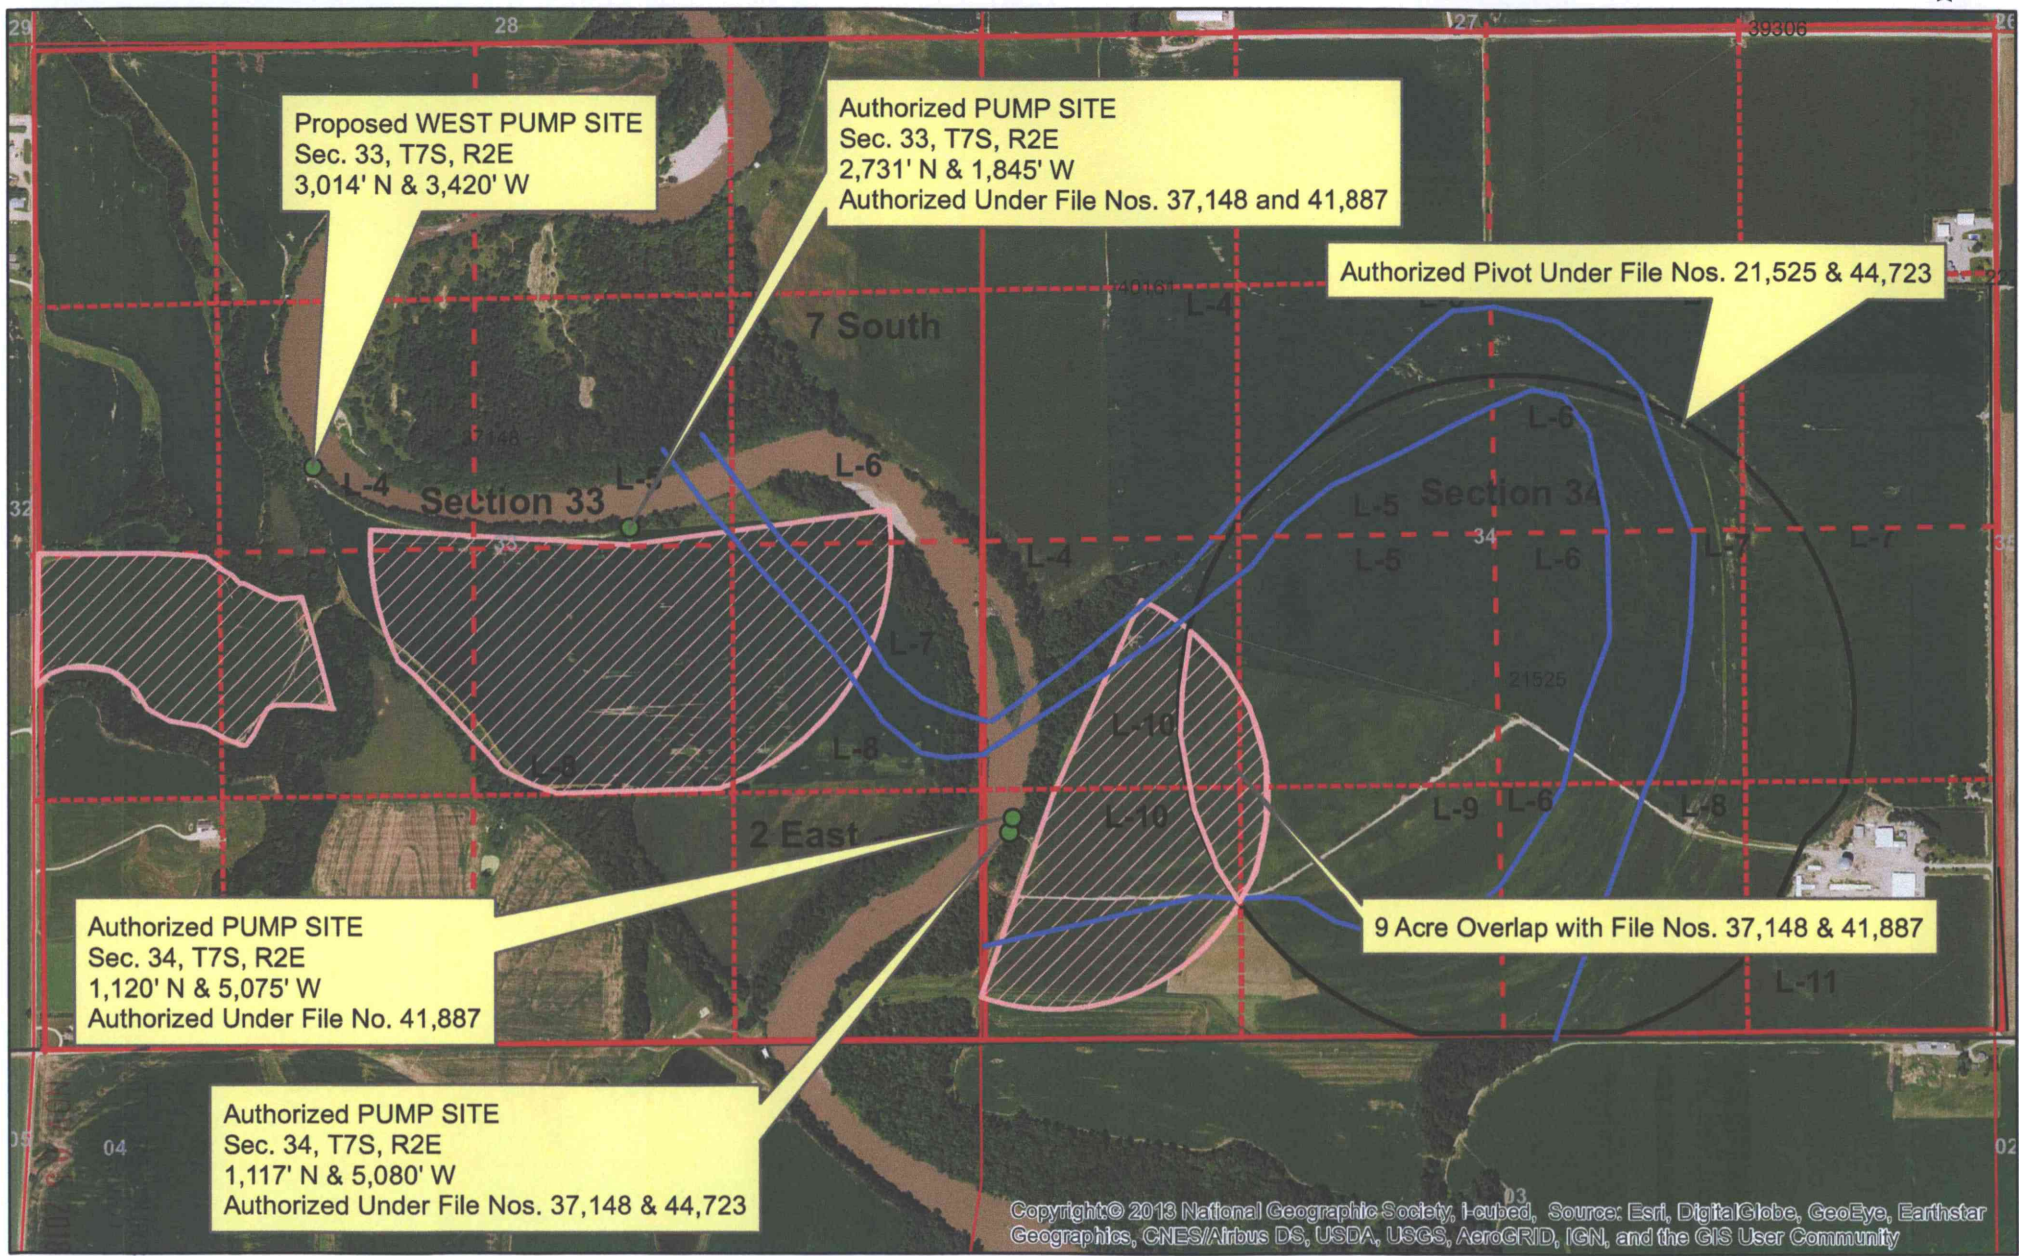 29
28
27
39306
26
Proposed WEST PUMP SITE
Sec. 33, T7S, R2E
3,014' N & 3,420' W
Authorized PUMP SITE
Sec. 33, T7S, R2E
2,731' N & 1,845' W
Authorized Under File Nos. 37,148 and 41,887
Authorized Pivot Under File Nos. 21,525 & 44,723
L-4
7 South
L-6
7148
L-4
L-5
L-6
Section 33
L-5
Section 34
32
33
34
35
L-4
L-5
L-6
L-7
L-7
L-7
21525
L-10
L-8
L-8
2 East
L-10
L-9
L-6
L-8
Authorized PUMP SITE
Sec. 34, T7S, R2E
1,120' N & 5,075' W
Authorized Under File No. 41,887
9 Acre Overlap with File Nos. 37,148 & 41,887
L-11
Authorized PUMP SITE
Sec. 34, T7S, R2E
1,117' N & 5,080' W
Authorized Under File Nos. 37,148 & 44,723
05
04
03
02
Copyright:© 2013 National Geographic Society, i-cubed, Source: Esri, DigitalGlobe, GeoEye, Earthstar
Geographics, CNES/Airbus DS, USDA, USGS, AeroGRID, IGN, and the GIS User Community